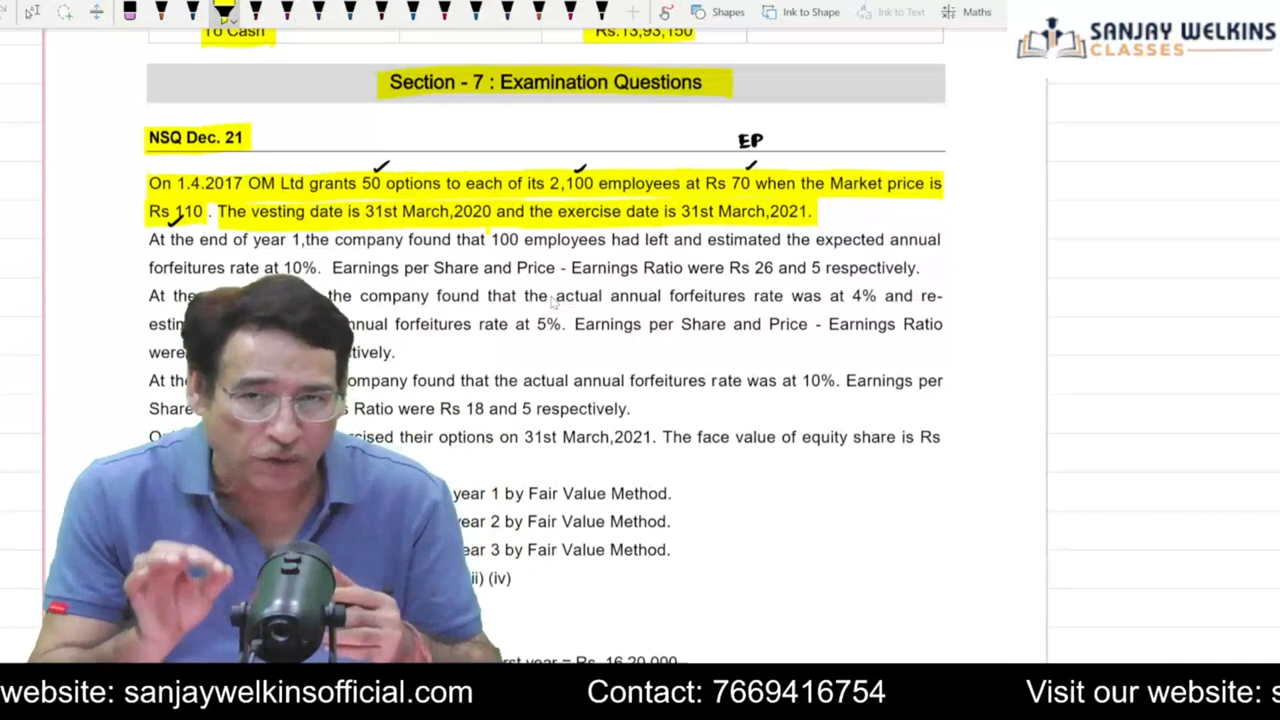 Shapes
Ink to Shape
Ink to Text
Maths
SANJAY WELKINS
CLASSES
To Cash
Rs.13,93,150
Section - 7 : Examination Questions
NSQ Dec. 21
EP
On 1.4.2017 OM Ltd grants 50 options to each of its 2,100 employees at Rs 70 when the Market price is
Rs 110 . The vesting date is 31st March,2020 and the exercise date is 31st March,2021.
At the end of year 1,the company found that 100 employees had left and estimated the expected annual
forfeitures rate at 10%. Earnings per Share and Price - Earnings Ratio were Rs 26 and 5 respectively.
At the company found that the actual annual forfeitures rate was at 4% and re-
forfeitures rate at 5%. Earnings per Share and Price - Earnings Ratio
were
At company found that the actual annual forfeitures rate was at 10%. Earnings per
Share Ratio were Rs 18 and 5 respectively.
their options on 31st March,2021. The face value of equity share is Rs
year 1 by Fair Value Method.
year 2 by Fair Value Method.
year 3 by Fair Value Method.
(iv)
= Rs. 16,20,000
website: sanjaywelkinsofficial.com
Contact: 7669416754
Visit our website: